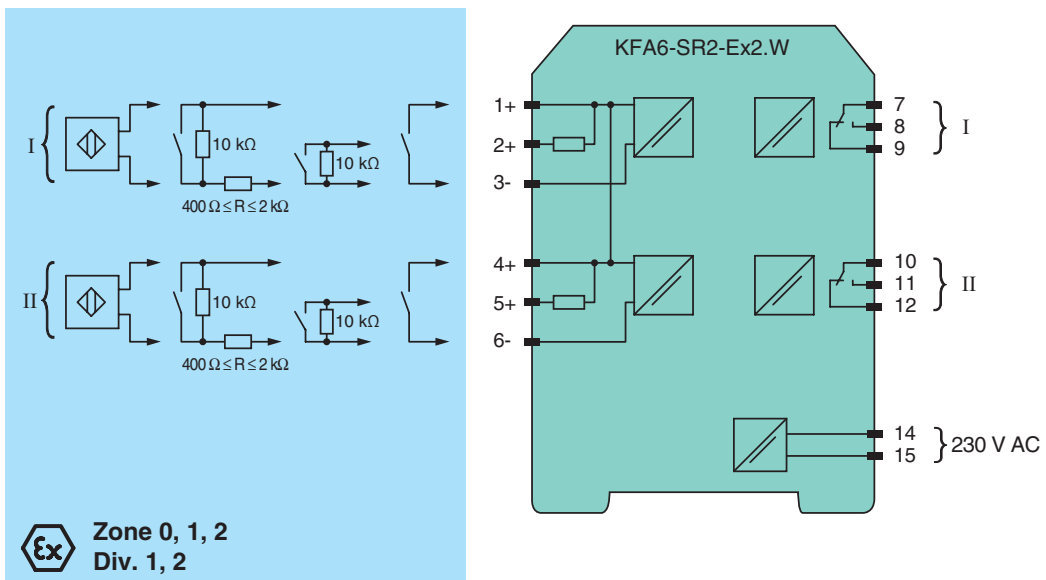 KFA6-SR2-Ex2.W
I
10 kΩ
10 kΩ
400 Ω ≤ R ≤ 2 kΩ
II
10 kΩ
10 kΩ
400 Ω ≤ R ≤ 2 kΩ
1+
2+
3-
4+
5+
6-
7
8
9
I
10
11
12
II
14
15
230 V AC
Ex
Zone 0, 1, 2
Div. 1, 2